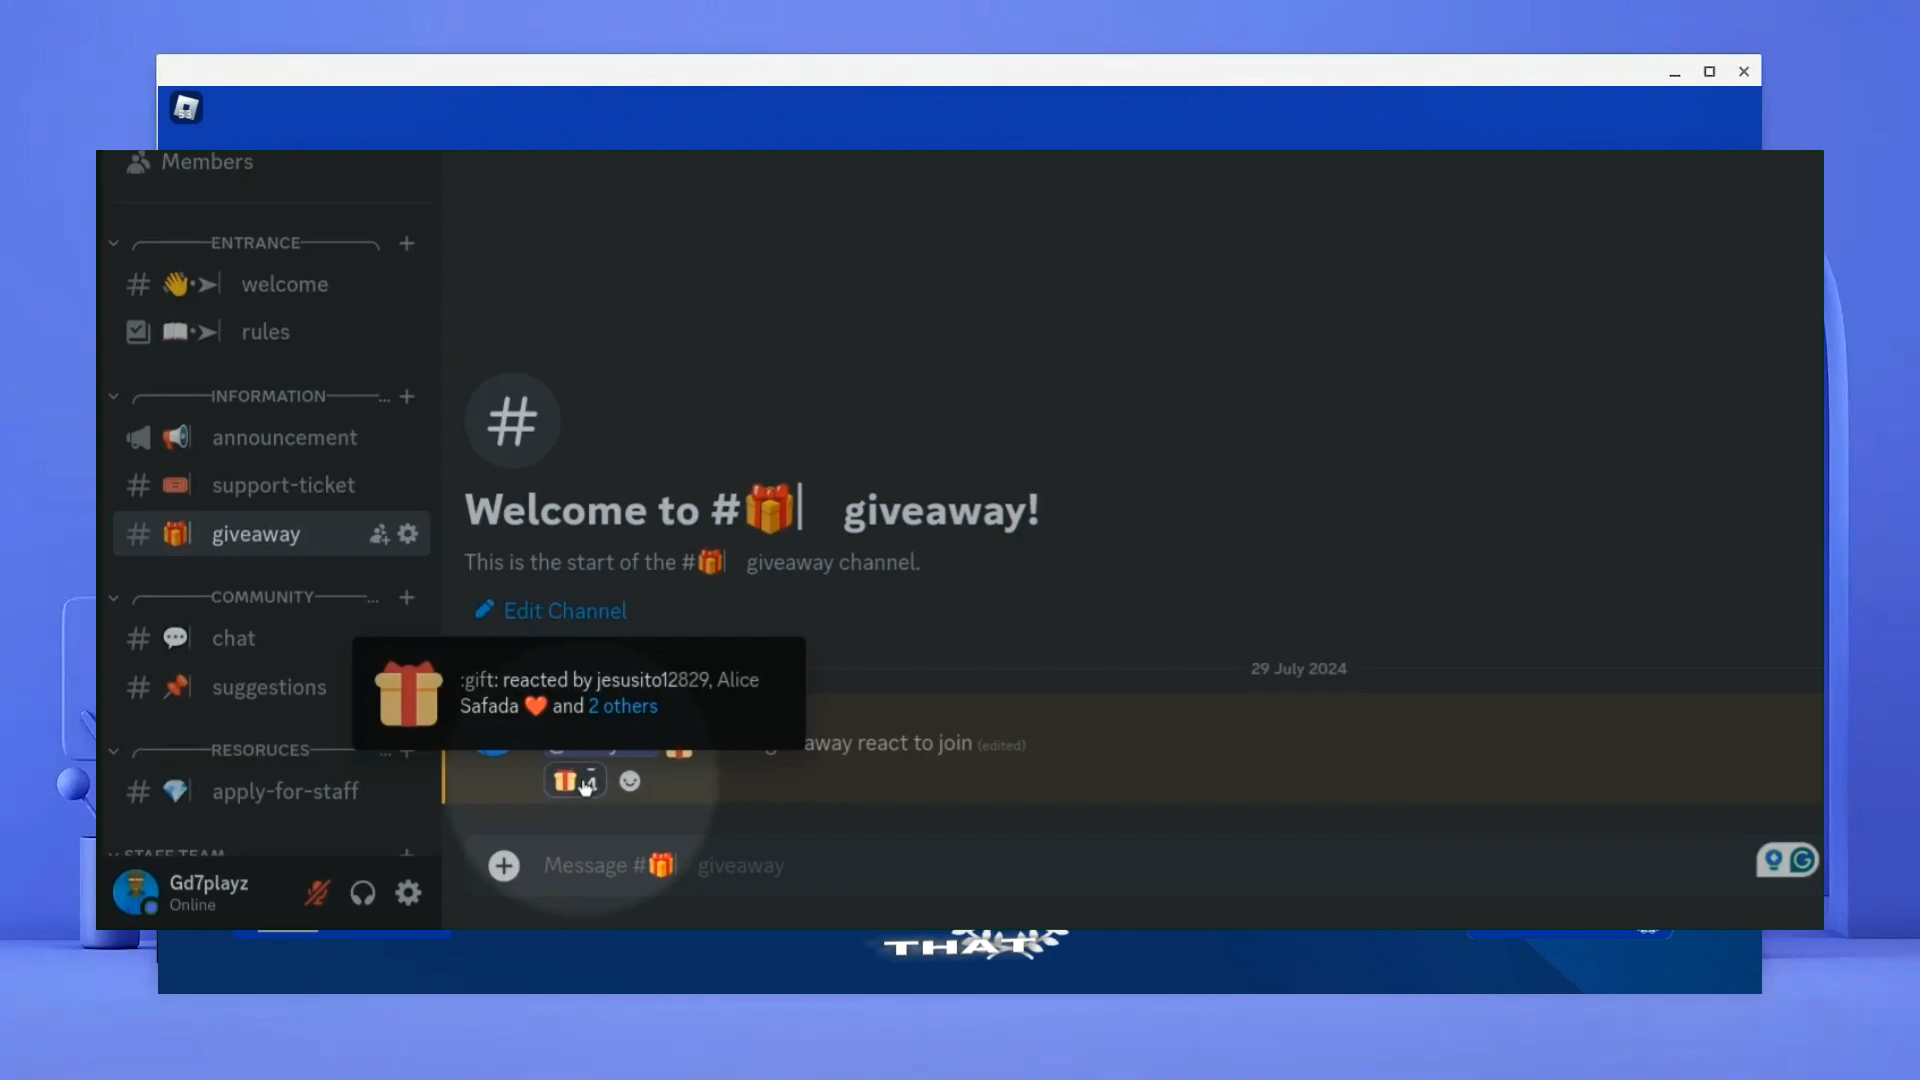 Members
ENTRANCE
welcome
rules
INFORMATION
...
announcement
support-ticket
giveaway
COMMUNITY
...
chat
suggestions
RESORUCES
...
apply-for-staff
Gd7playz
Online
#
Welcome to #🎁| giveaway!
This is the start of the #🎁| giveaway channel.
Edit Channel
29 July 2024
:gift: reacted by jesusito12829, Alice
Safada ❤️ and 2 others
away react to join (edited)
4
Message #🎁| giveaway
THAT